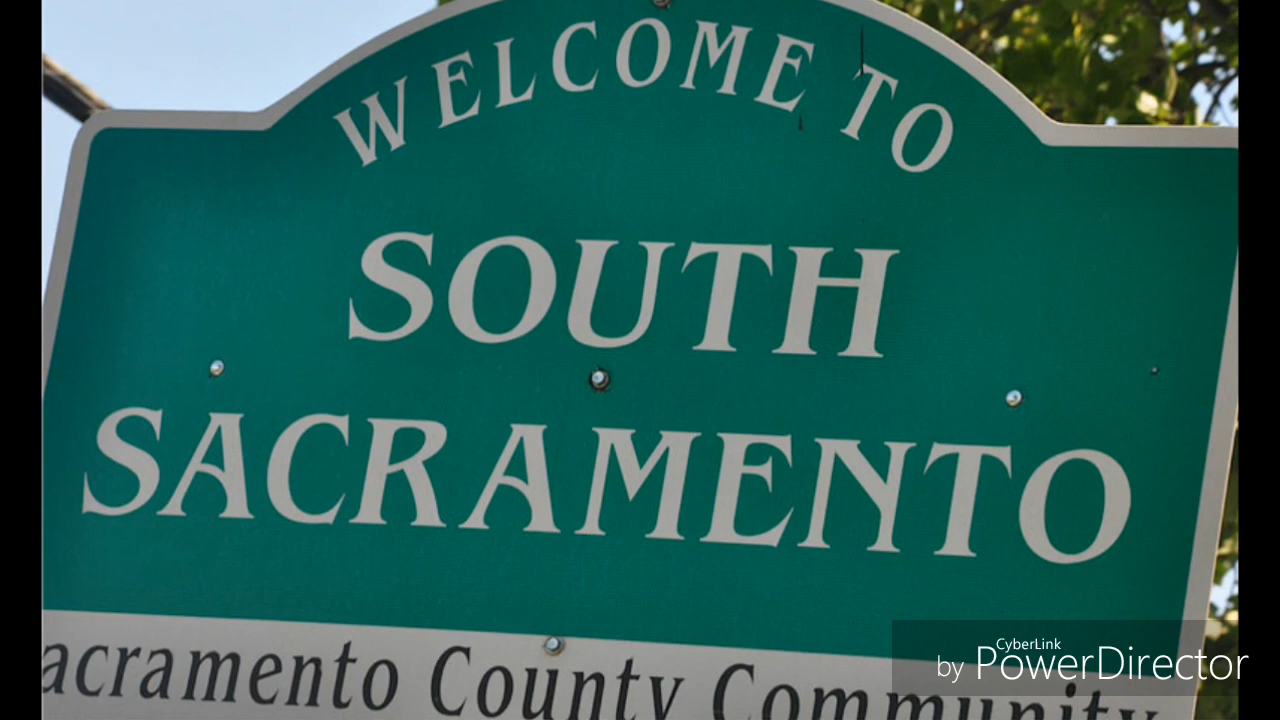 WELCOME TO
SOUTH
SACRAMENTO
acramento County Community
CyberLink
by PowerDirector